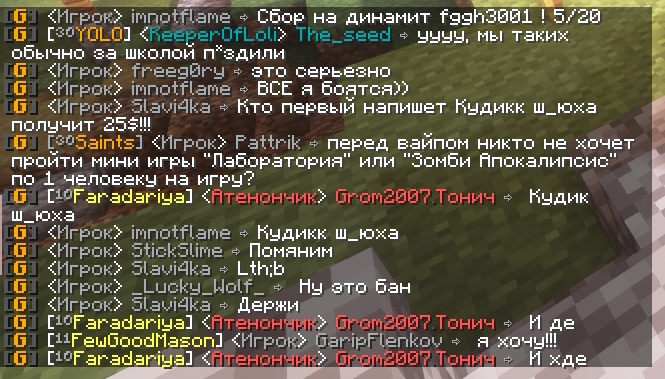 [G] <Игрок> imnotflame ➩ Сбор на динамит fggh3001 ! 5/20
[G] [³⁰YOLO] <KeeperOfLoli> The_seed ➩ уууу, мы таких
обычно за школой п*здили
[G] <Игрок> freeg0ry ➩ это серьезно
[G] <Игрок> imnotflame ➩ ВСЕ я боятся))
[G] <Игрок> Slavi4ka ➩ Кто первый напишет Кудикк ш_юха
получит 25$!!!
[G] [³⁰Saints] <Игрок> Pattrik ➩ перед вайпом никто не хочет
пройти мини игры "Лаборатория" или "Зомби Апокалипсис"
по 1 человеку на игру?
[G] [¹⁰Faradariya] <Атенончик> Grom2007.Тонич ➩ Кудик
ш_юха
[G] <Игрок> imnotflame ➩ Кудикк ш_юха
[G] <Игрок> StickSlime ➩ Помяним
[G] <Игрок> Slavi4ka ➩ Lth;b
[G] <Игрок> _Lucky_Wolf_ ➩ Ну это бан
[G] <Игрок> Slavi4ka ➩ Держи
[G] [¹⁰Faradariya] <Атенончик> Grom2007.Тонич ➩ И де
[G] [¹¹FewGoodMason] <Игрок> GaripFlenkov ➩ я хочу!!!
[G] [¹⁰Faradariya] <Атенончик> Grom2007.Тонич ➩ И хде